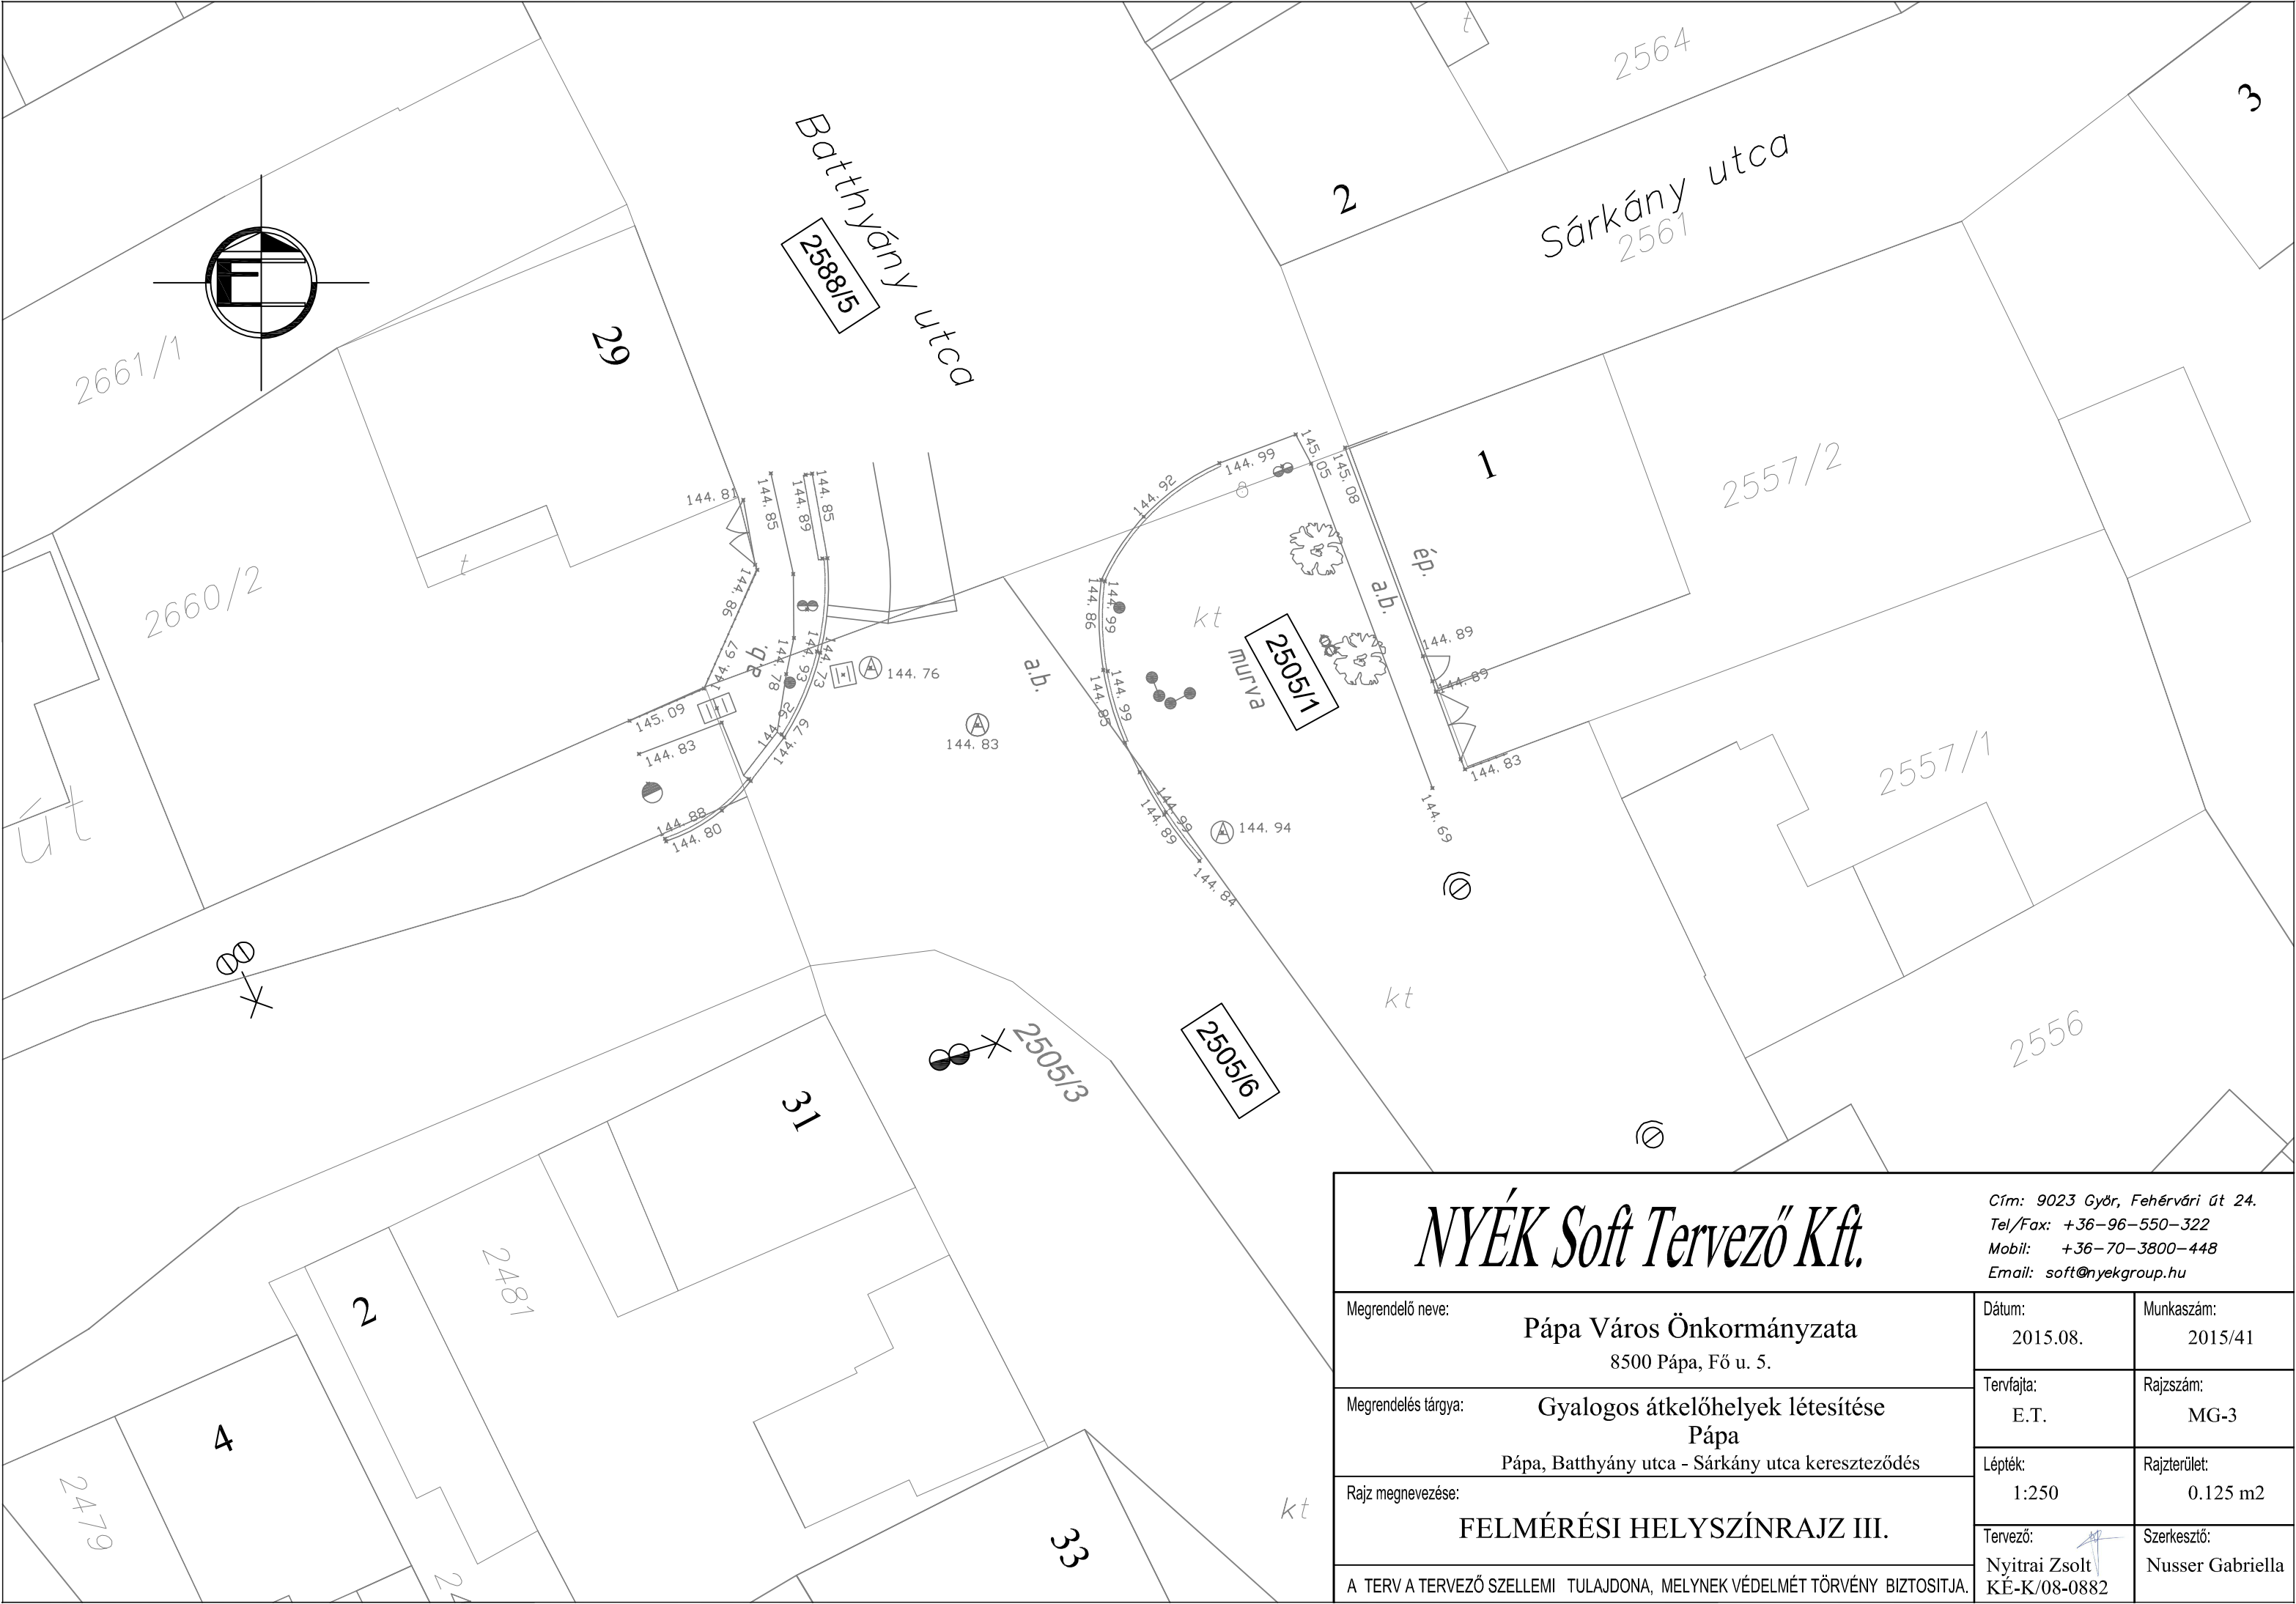 t
2564
3
Batthyány utca
2588/5
2
Sárkány utca
2561
29
2661/1
E
1
2557/2
145.05
144.99
145.08
144.92
144.81
144.85
144.89
144.85
ép.
a.b.
t
2660/2
144.86
144.86
144.99
kt
murva
2505/1
144.89
144.89
144.67
a.b.
144.78
144.93
144.73
144.76
a.b.
144.85
144.99
145.09
144.83
144.92
144.79
144.83
144.83
2557/1
144.99
144.89
144.94
144.69
144.88
144.80
144.84
út
kt
2505/3
2505/6
2556
31
2481
2
4
2479
33
kt
NYÉK Soft Tervező Kft.
Cím: 9023 Győr, Fehérvári út 24.
Tel/Fax: +36-96-550-322
Mobil: +36-70-3800-448
Email: soft@nyekgroup.hu
Megrendelő neve:
Pápa Város Önkormányzata
8500 Pápa, Fő u. 5.
Dátum:
2015.08.
Munkaszám:
2015/41
Megrendelés tárgya:
Gyalogos átkelőhelyek létesítése
Pápa
Pápa, Batthyány utca - Sárkány utca kereszteződés
Tervfajta:
E.T.
Rajzszám:
MG-3
Lépték:
1:250
Rajzterület:
0.125 m2
Rajz megnevezése:
FELMÉRÉSI HELYSZÍNRAJZ III.
Tervező:
Nyitrai Zsolt
KÉ-K/08-0882
Szerkesztő:
Nusser Gabriella
A TERV A TERVEZŐ SZELLEMI TULAJDONA, MELYNEK VÉDELMÉT TÖRVÉNY BIZTOSITJA.